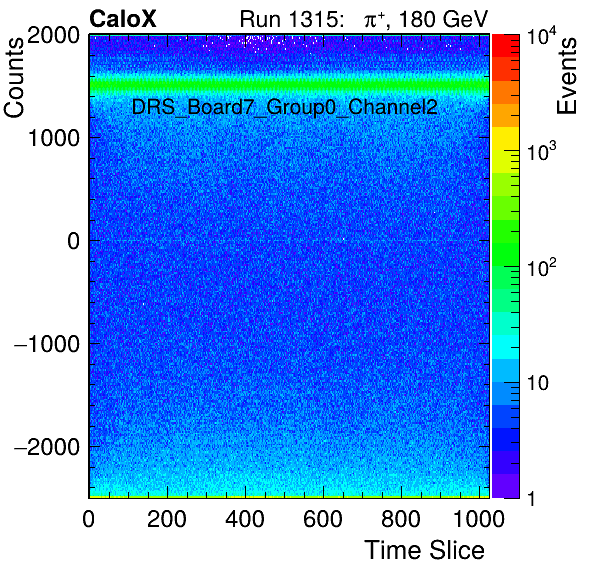 CaloX Run 1315: π⁺, 180 GeV
2000
1000
0
−1000
−2000
Counts
DRS_Board7_Group0_Channel2
0 200 400 600 800 1000
Time Slice
10⁴
10³
10²
10
1
Events